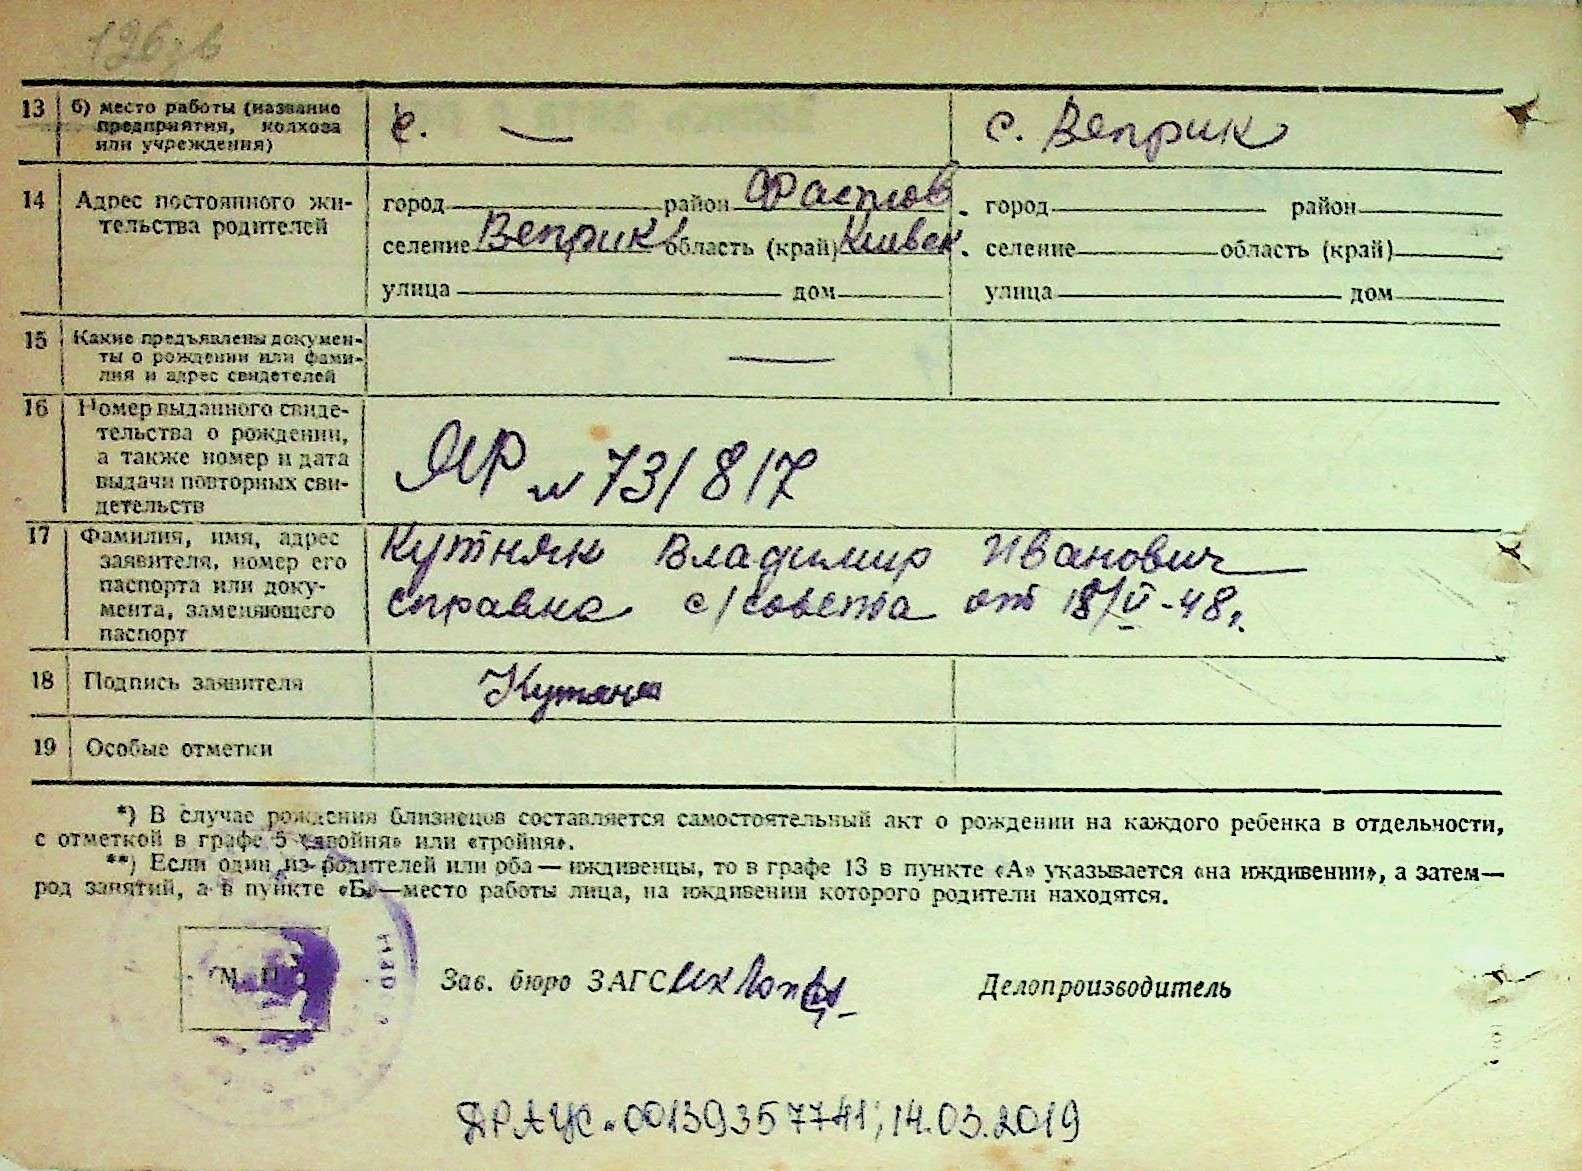 126зв
13 б) место работы (название предприятия, колхоза или учреждения) с. — с. Веприк
14 Адрес постоянного жительства родителей
город район Фастов. город район
селение Веприк область (край) Киевск. селение область (край)
улица дом улица дом
15 Какие предъявлены документы о рождении или фамилия и адрес свидетелей —
16 Номер выданного свидетельства о рождении, а также номер и дата выдачи повторных свидетельств
ЯР № 731817
17 Фамилия, имя, адрес заявителя, номер его паспорта или документа, заменяющего паспорт
Кутняк Владимир Иванович
справка с/совета от 18/V-48г.
18 Подпись заявителя Кутняк
19 Особые отметки
*) В случае рождения близнецов составляется самостоятельный акт о рождении на каждого ребенка в отдельности,
с отметкой в графе 5 «двойня» или «тройня».
**) Если один из родителей или оба — иждивенцы, то в графе 13 в пункте «А» указывается «на иждивении», а затем—
род занятий, а в пункте «Б»—место работы лица, на иждивении которого родители находятся.
М. П.
Зав. бюро ЗАГС Делопроизводитель
ДРАЦС. 00139357741; 14.03.2019